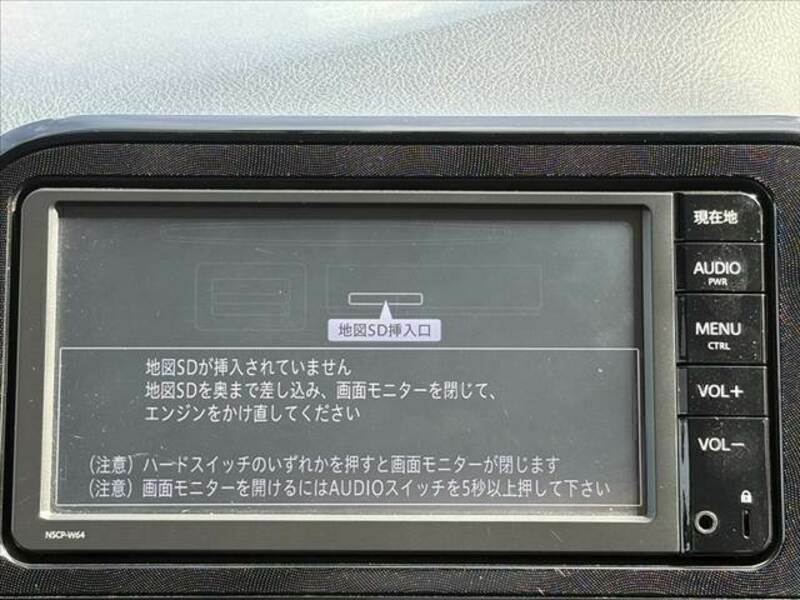 地図SD挿入口
地図SDが挿入されていません
地図SDを奥まで差し込み、画面モニターを閉じて、
エンジンをかけ直してください
（注意）ハードスイッチのいずれかを押すと画面モニターが閉じます
（注意）画面モニターを開けるにはAUDIOスイッチを5秒以上押して下さい
NSCP-W64
現在地
AUDIO
PWR
MENU
CTRL
VOL+
VOL−